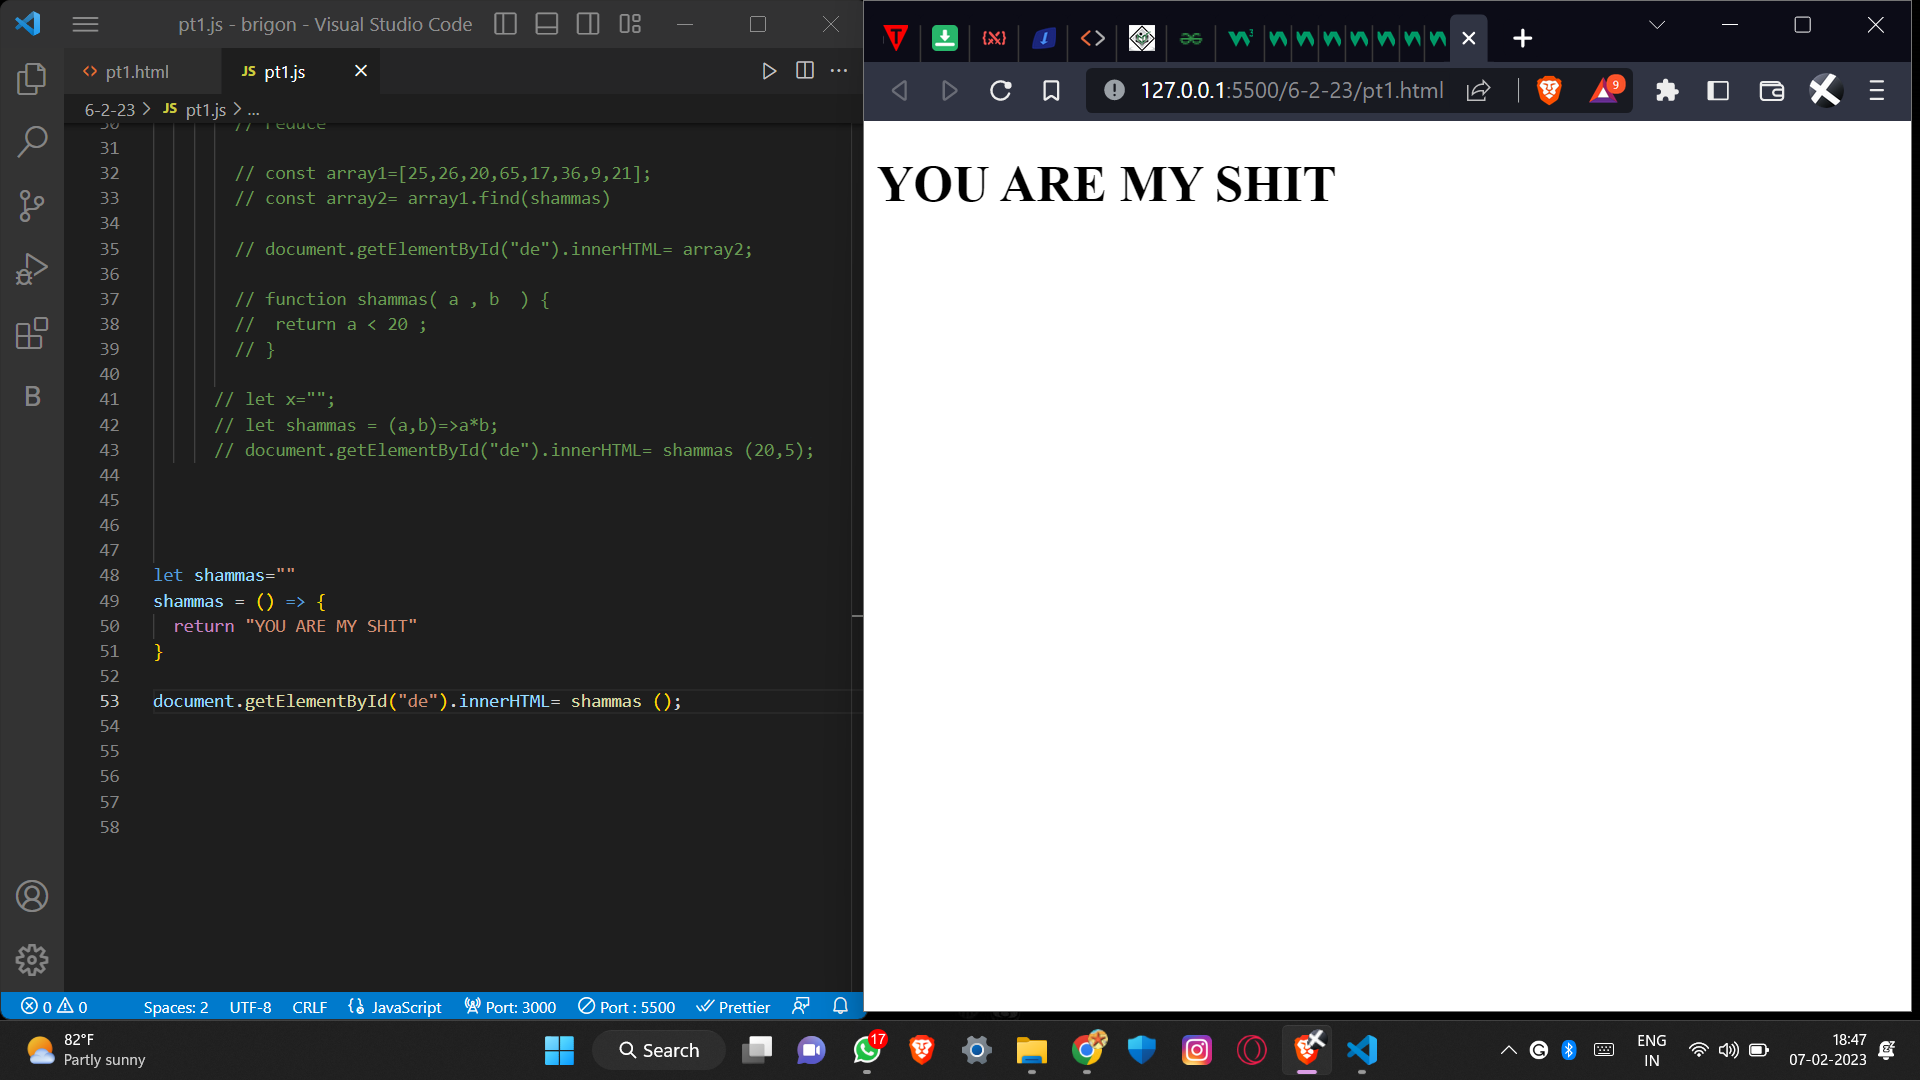 pt1.js - brigon - Visual Studio Code
pt1.html
JS pt1.js
6-2-23 > JS pt1.js > ...
30 // reduce
31
32 // const array1=[25,26,20,65,17,36,9,21];
33 // const array2= array1.find(shammas)
34
35 // document.getElementById("de").innerHTML= array2;
36
37 // function shammas( a , b  ) {
38 //  return a < 20 ;
39 // }
40
41 // let x="";
42 // let shammas = (a,b)=>a*b;
43 // document.getElementById("de").innerHTML= shammas (20,5);
44
45
46
47
48 let shammas=""
49 shammas = () => {
50 return "YOU ARE MY SHIT"
51 }
52
53 document.getElementById("de").innerHTML= shammas ();
54
55
56
57
58
B
0 0 Spaces: 2 UTF-8 CRLF JavaScript Port: 3000 Port : 5500 Prettier
127.0.0.1:5500/6-2-23/pt1.html
9
YOU ARE MY SHIT
82°F
Partly sunny
Search
17
ENG
IN
18:47
07-02-2023